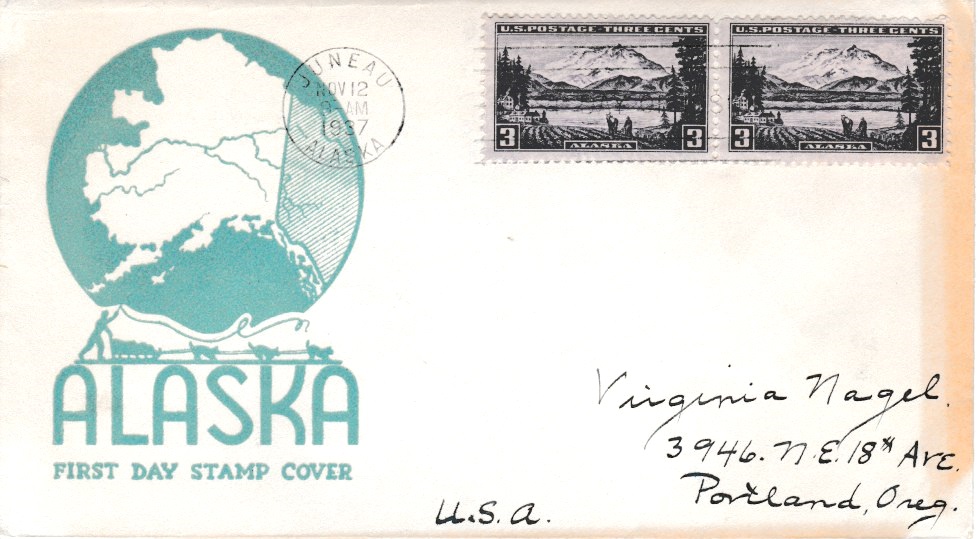 JUNEAU
NOV 12
9 AM
1937
ALASKA
U.S. POSTAGE - THREE CENTS
3 ALASKA 3
U.S. POSTAGE - THREE CENTS
3 ALASKA 3
ALASKA
FIRST DAY STAMP COVER
Virginia Nagel.
3946. N.E. 18th Ave.
Portland, Oreg.
U.S.A.